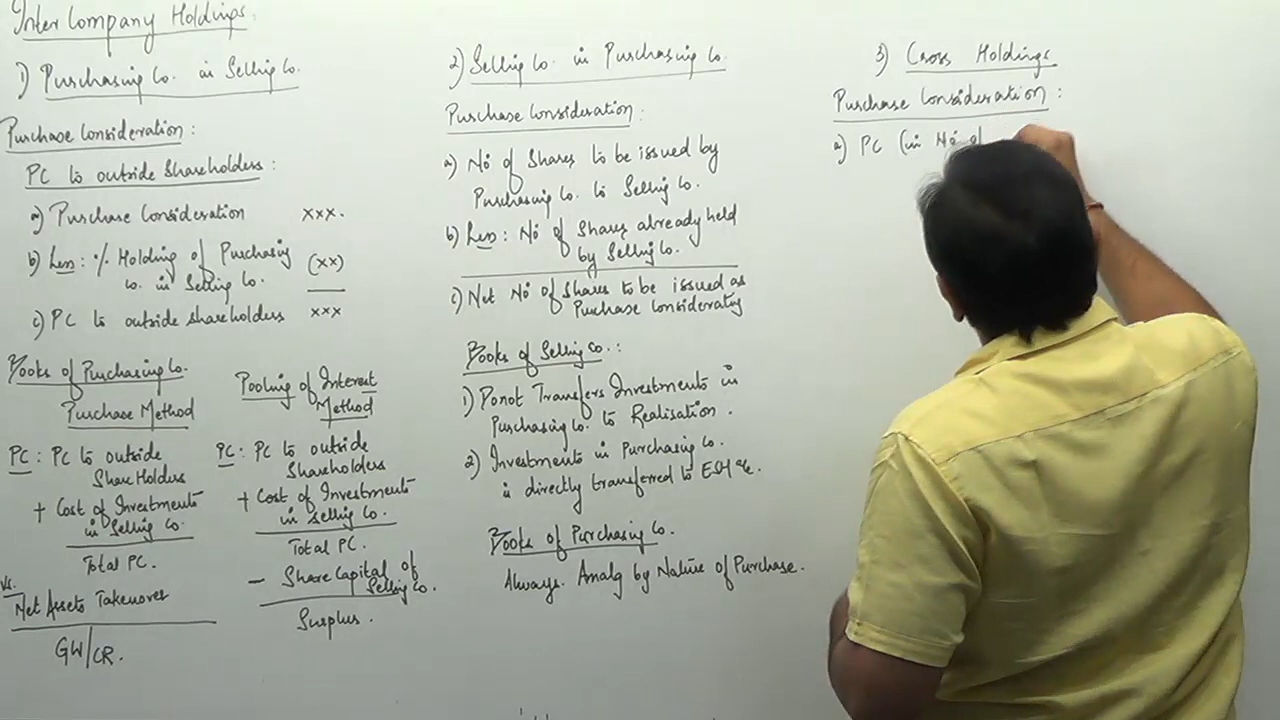 Inter Company Holdings
1) Purchasing Co. in Selling Co.
Purchase Consideration :
PC to outside Shareholders :
a) Purchase Consideration xxx.
b) Less : % Holding of Purchasing
Co. in Selling Co. (xx)
c) PC to outside shareholders xxx
Books of Purchasing Co.
Purchase Method
PC : PC to outside
ShareHolders
+ Cost of Investments
in Selling Co.
Total PC.
Vs.
Net Assets Takenover
GW/CR.
Pooling of Interest
Method
PC : PC to outside
Shareholders
+ Cost of Investments
in Selling Co.
Total PC.
- Share Capital of
Selling Co.
Surplus.
2) Selling Co. in Purchasing Co.
Purchase Consideration :
a) No of Shares to be issued by
Purchasing Co. to Selling Co.
b) Less : No of Shares already held
by Selling Co.
c) Net No of Shares to be issued as
Purchase Consideration
Books of Selling Co. :
1) Donot Transfers Investments in
Purchasing Co. to Realisation.
2) Investments in Purchasing Co.
is directly transferred to ESH a/c.
Books of Purchasing Co.
Always. Amalg by Nature of Purchase.
3) Cross Holdings
Purchase Consideration :
a) PC (in No of